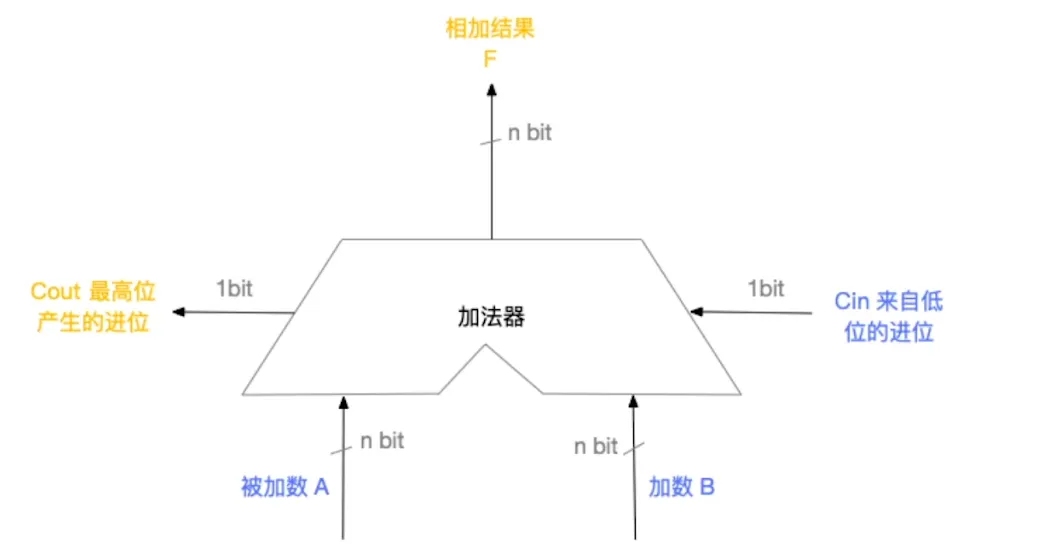 相加结果
F
n bit
Cout 最高位
产生的进位
1bit
加法器
1bit
Cin 来自低
位的进位
n bit
被加数 A
n bit
加数 B